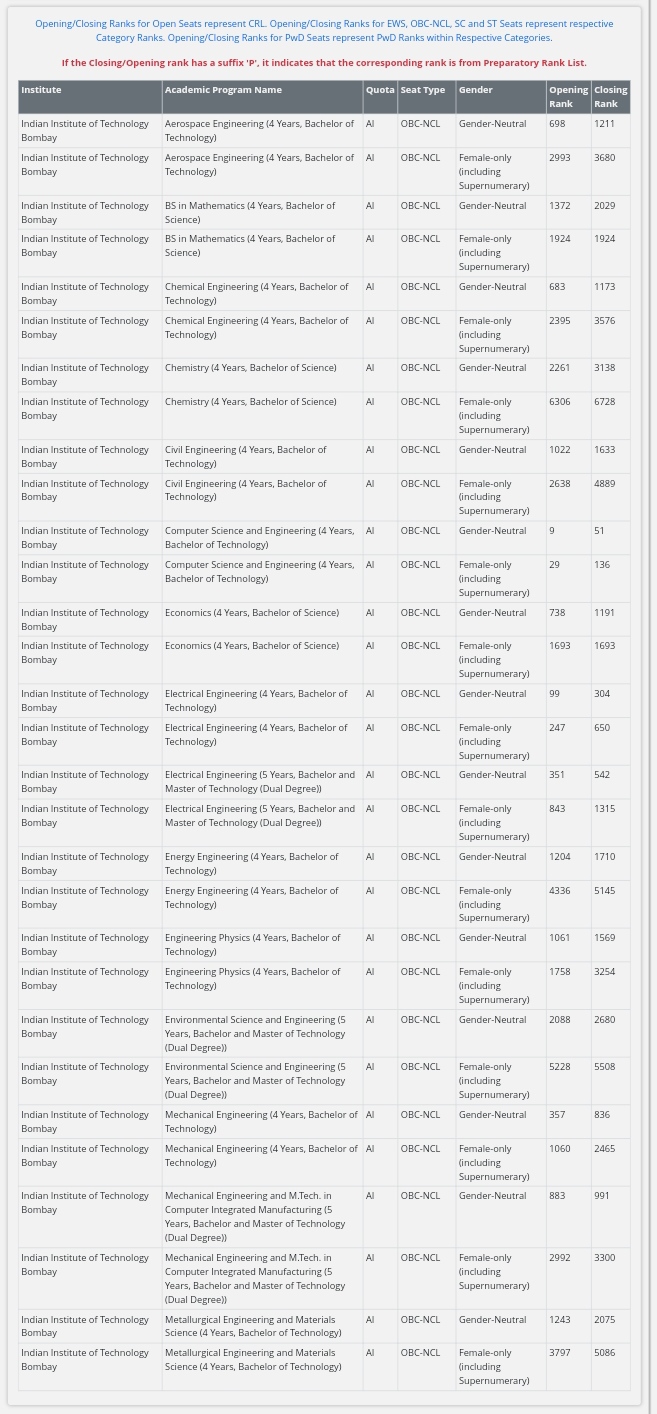 Opening/Closing Ranks for Open Seats represent CRL. Opening/Closing Ranks for EWS, OBC-NCL, SC and ST Seats represent respective
Category Ranks. Opening/Closing Ranks for PwD Seats represent PwD Ranks within Respective Categories.
If the Closing/Opening rank has a suffix 'P', it indicates that the corresponding rank is from Preparatory Rank List.
Institute Academic Program Name Quota Seat Type Gender Opening Closing
Rank Rank
Indian Institute of Technology Aerospace Engineering (4 Years, Bachelor of AI OBC-NCL Gender-Neutral 698 1211
Bombay Technology)
Indian Institute of Technology Aerospace Engineering (4 Years, Bachelor of AI OBC-NCL Female-only 2993 3680
Bombay Technology) (including
Supernumerary)
Indian Institute of Technology BS in Mathematics (4 Years, Bachelor of AI OBC-NCL Gender-Neutral 1372 2029
Bombay Science)
Indian Institute of Technology BS in Mathematics (4 Years, Bachelor of AI OBC-NCL Female-only 1924 1924
Bombay Science) (including
Supernumerary)
Indian Institute of Technology Chemical Engineering (4 Years, Bachelor of AI OBC-NCL Gender-Neutral 683 1173
Bombay Technology)
Indian Institute of Technology Chemical Engineering (4 Years, Bachelor of AI OBC-NCL Female-only 2395 3576
Bombay Technology) (including
Supernumerary)
Indian Institute of Technology Chemistry (4 Years, Bachelor of Science) AI OBC-NCL Gender-Neutral 2261 3138
Bombay
Indian Institute of Technology Chemistry (4 Years, Bachelor of Science) AI OBC-NCL Female-only 6306 6728
Bombay (including
Supernumerary)
Indian Institute of Technology Civil Engineering (4 Years, Bachelor of AI OBC-NCL Gender-Neutral 1022 1633
Bombay Technology)
Indian Institute of Technology Civil Engineering (4 Years, Bachelor of AI OBC-NCL Female-only 2638 4889
Bombay Technology) (including
Supernumerary)
Indian Institute of Technology Computer Science and Engineering (4 Years, AI OBC-NCL Gender-Neutral 9 51
Bombay Bachelor of Technology)
Indian Institute of Technology Computer Science and Engineering (4 Years, AI OBC-NCL Female-only 29 136
Bombay Bachelor of Technology) (including
Supernumerary)
Indian Institute of Technology Economics (4 Years, Bachelor of Science) AI OBC-NCL Gender-Neutral 738 1191
Bombay
Indian Institute of Technology Economics (4 Years, Bachelor of Science) AI OBC-NCL Female-only 1693 1693
Bombay (including
Supernumerary)
Indian Institute of Technology Electrical Engineering (4 Years, Bachelor of AI OBC-NCL Gender-Neutral 99 304
Bombay Technology)
Indian Institute of Technology Electrical Engineering (4 Years, Bachelor of AI OBC-NCL Female-only 247 650
Bombay Technology) (including
Supernumerary)
Indian Institute of Technology Electrical Engineering (5 Years, Bachelor and AI OBC-NCL Gender-Neutral 351 542
Bombay Master of Technology (Dual Degree))
Indian Institute of Technology Electrical Engineering (5 Years, Bachelor and AI OBC-NCL Female-only 843 1315
Bombay Master of Technology (Dual Degree)) (including
Supernumerary)
Indian Institute of Technology Energy Engineering (4 Years, Bachelor of AI OBC-NCL Gender-Neutral 1204 1710
Bombay Technology)
Indian Institute of Technology Energy Engineering (4 Years, Bachelor of AI OBC-NCL Female-only 4336 5145
Bombay Technology) (including
Supernumerary)
Indian Institute of Technology Engineering Physics (4 Years, Bachelor of AI OBC-NCL Gender-Neutral 1061 1569
Bombay Technology)
Indian Institute of Technology Engineering Physics (4 Years, Bachelor of AI OBC-NCL Female-only 1758 3254
Bombay Technology) (including
Supernumerary)
Indian Institute of Technology Environmental Science and Engineering (5 AI OBC-NCL Gender-Neutral 2088 2680
Bombay Years, Bachelor and Master of Technology
(Dual Degree))
Indian Institute of Technology Environmental Science and Engineering (5 AI OBC-NCL Female-only 5228 5508
Bombay Years, Bachelor and Master of Technology (including
(Dual Degree)) Supernumerary)
Indian Institute of Technology Mechanical Engineering (4 Years, Bachelor of AI OBC-NCL Gender-Neutral 357 836
Bombay Technology)
Indian Institute of Technology Mechanical Engineering (4 Years, Bachelor of AI OBC-NCL Female-only 1060 2465
Bombay Technology) (including
Supernumerary)
Indian Institute of Technology Mechanical Engineering and M.Tech. in AI OBC-NCL Gender-Neutral 883 991
Bombay Computer Integrated Manufacturing (5
Years, Bachelor and Master of Technology
(Dual Degree))
Indian Institute of Technology Mechanical Engineering and M.Tech. in AI OBC-NCL Female-only 2992 3300
Bombay Computer Integrated Manufacturing (5 (including
Years, Bachelor and Master of Technology Supernumerary)
(Dual Degree))
Indian Institute of Technology Metallurgical Engineering and Materials AI OBC-NCL Gender-Neutral 1243 2075
Bombay Science (4 Years, Bachelor of Technology)
Indian Institute of Technology Metallurgical Engineering and Materials AI OBC-NCL Female-only 3797 5086
Bombay Science (4 Years, Bachelor of Technology) (including
Supernumerary)